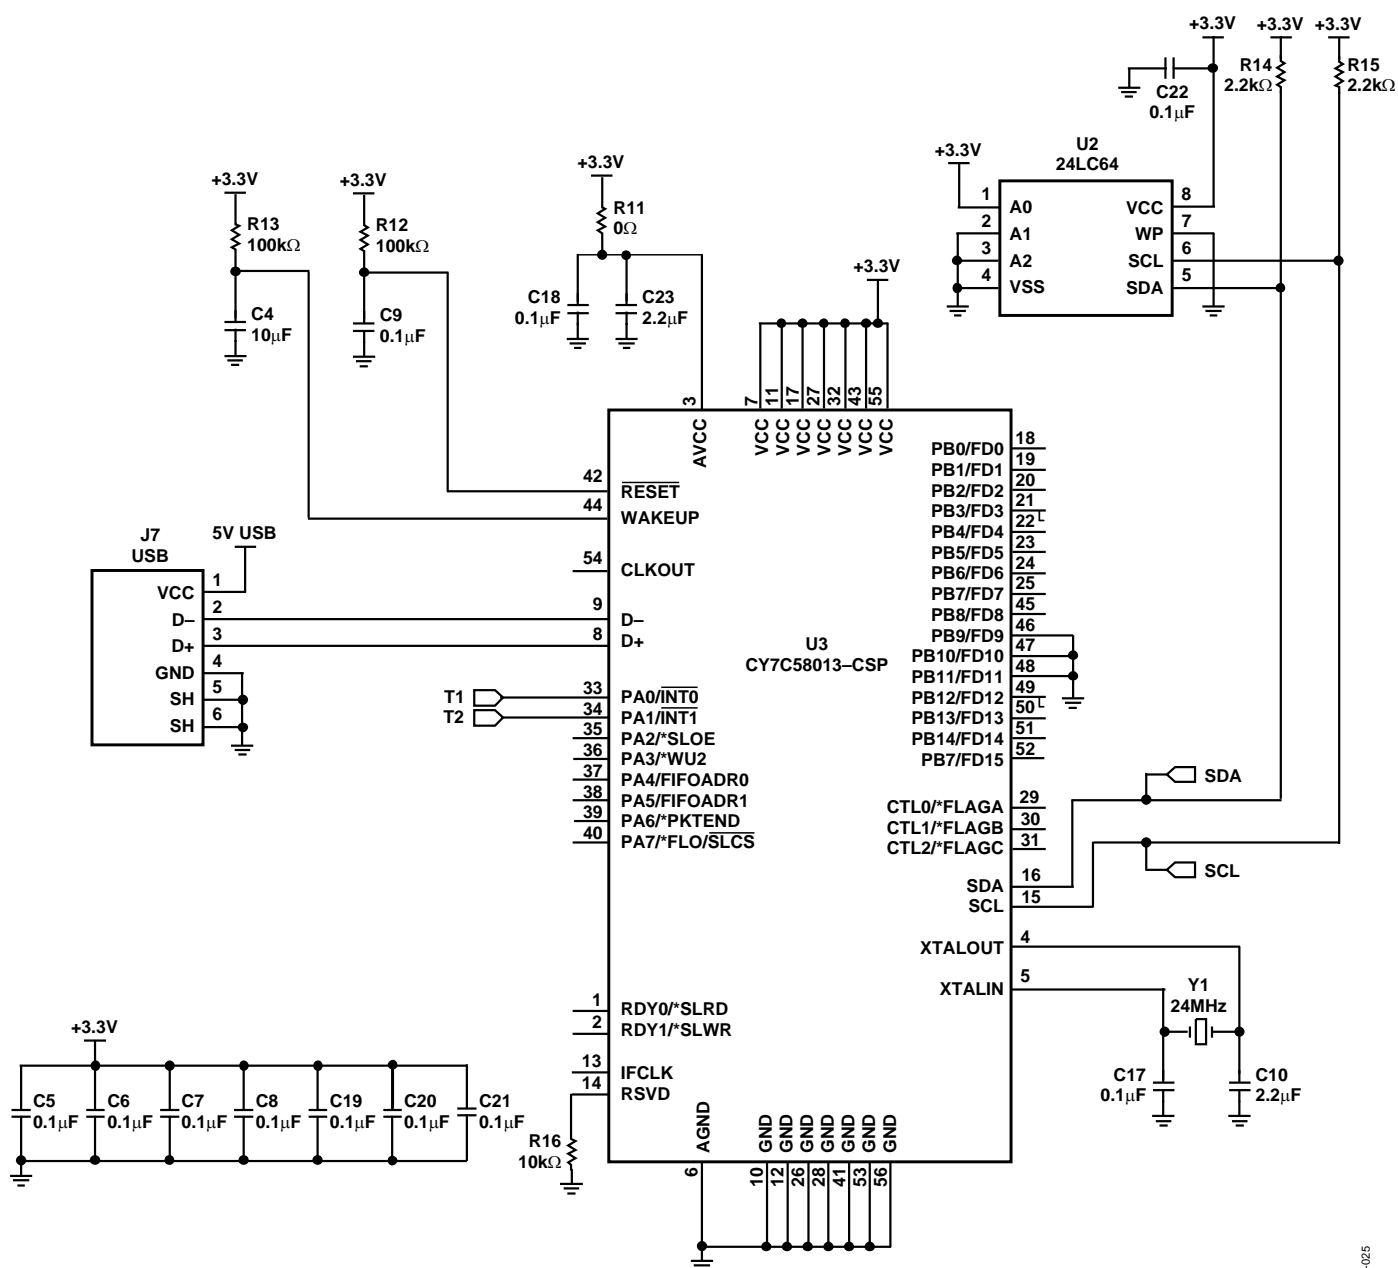 +3.3V +3.3V +3.3V
R14
2.2kΩ
R15
2.2kΩ
C22
0.1µF
U2
24LC64
+3.3V
1 A0 VCC 8
2 A1 WP 7
3 A2 SCL 6
4 VSS SDA 5
+3.3V
R13
100kΩ
C4
10µF
+3.3V
R12
100kΩ
C9
0.1µF
+3.3V
R11
0Ω
C18
0.1µF
C23
2.2µF
+3.3V
3 7 11 17 27 32 43 55
AVCC VCC VCC VCC VCC VCC VCC VCC
42 RESET
44 WAKEUP
54 CLKOUT
9 D–
8 D+
J7
USB
5V USB
VCC 1
D– 2
D+ 3
GND 4
SH 5
SH 6
U3
CY7C58013–CSP
T1 33 PA0/INT0
T2 34 PA1/INT1
35 PA2/*SLOE
36 PA3/*WU2
37 PA4/FIFOADR0
38 PA5/FIFOADR1
39 PA6/*PKTEND
40 PA7/*FLO/SLCS
PB0/FD0 18
PB1/FD1 19
PB2/FD2 20
PB3/FD3 21
PB4/FD4 22
PB5/FD5 23
PB6/FD6 24
PB7/FD7 25
PB8/FD8 45
PB9/FD9 46
PB10/FD10 47
PB11/FD11 48
PB12/FD12 49
PB13/FD13 50
PB14/FD14 51
PB7/FD15 52
CTL0/*FLAGA 29
CTL1/*FLAGB 30
CTL2/*FLAGC 31
SDA 16
SCL 15
SDA
SCL
XTALOUT 4
XTALIN 5
Y1
24MHz
C17
0.1µF
C10
2.2µF
1 RDY0/*SLRD
2 RDY1/*SLWR
13 IFCLK
14 RSVD
R16
10kΩ
AGND GND GND GND GND GND GND GND
6 10 12 26 28 41 53 56
+3.3V
C5 C6 C7 C8 C19 C20 C21
0.1µF 0.1µF 0.1µF 0.1µF 0.1µF 0.1µF 0.1µF
-025